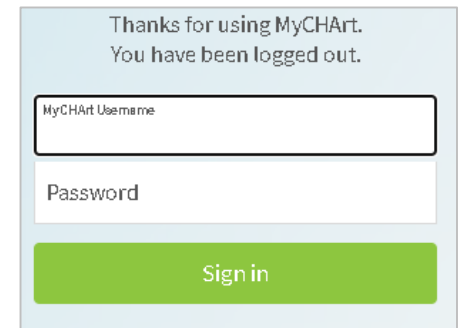 Thanks for using MyCHArt.
You have been logged out.
MyCHArt Username
Password
Sign in